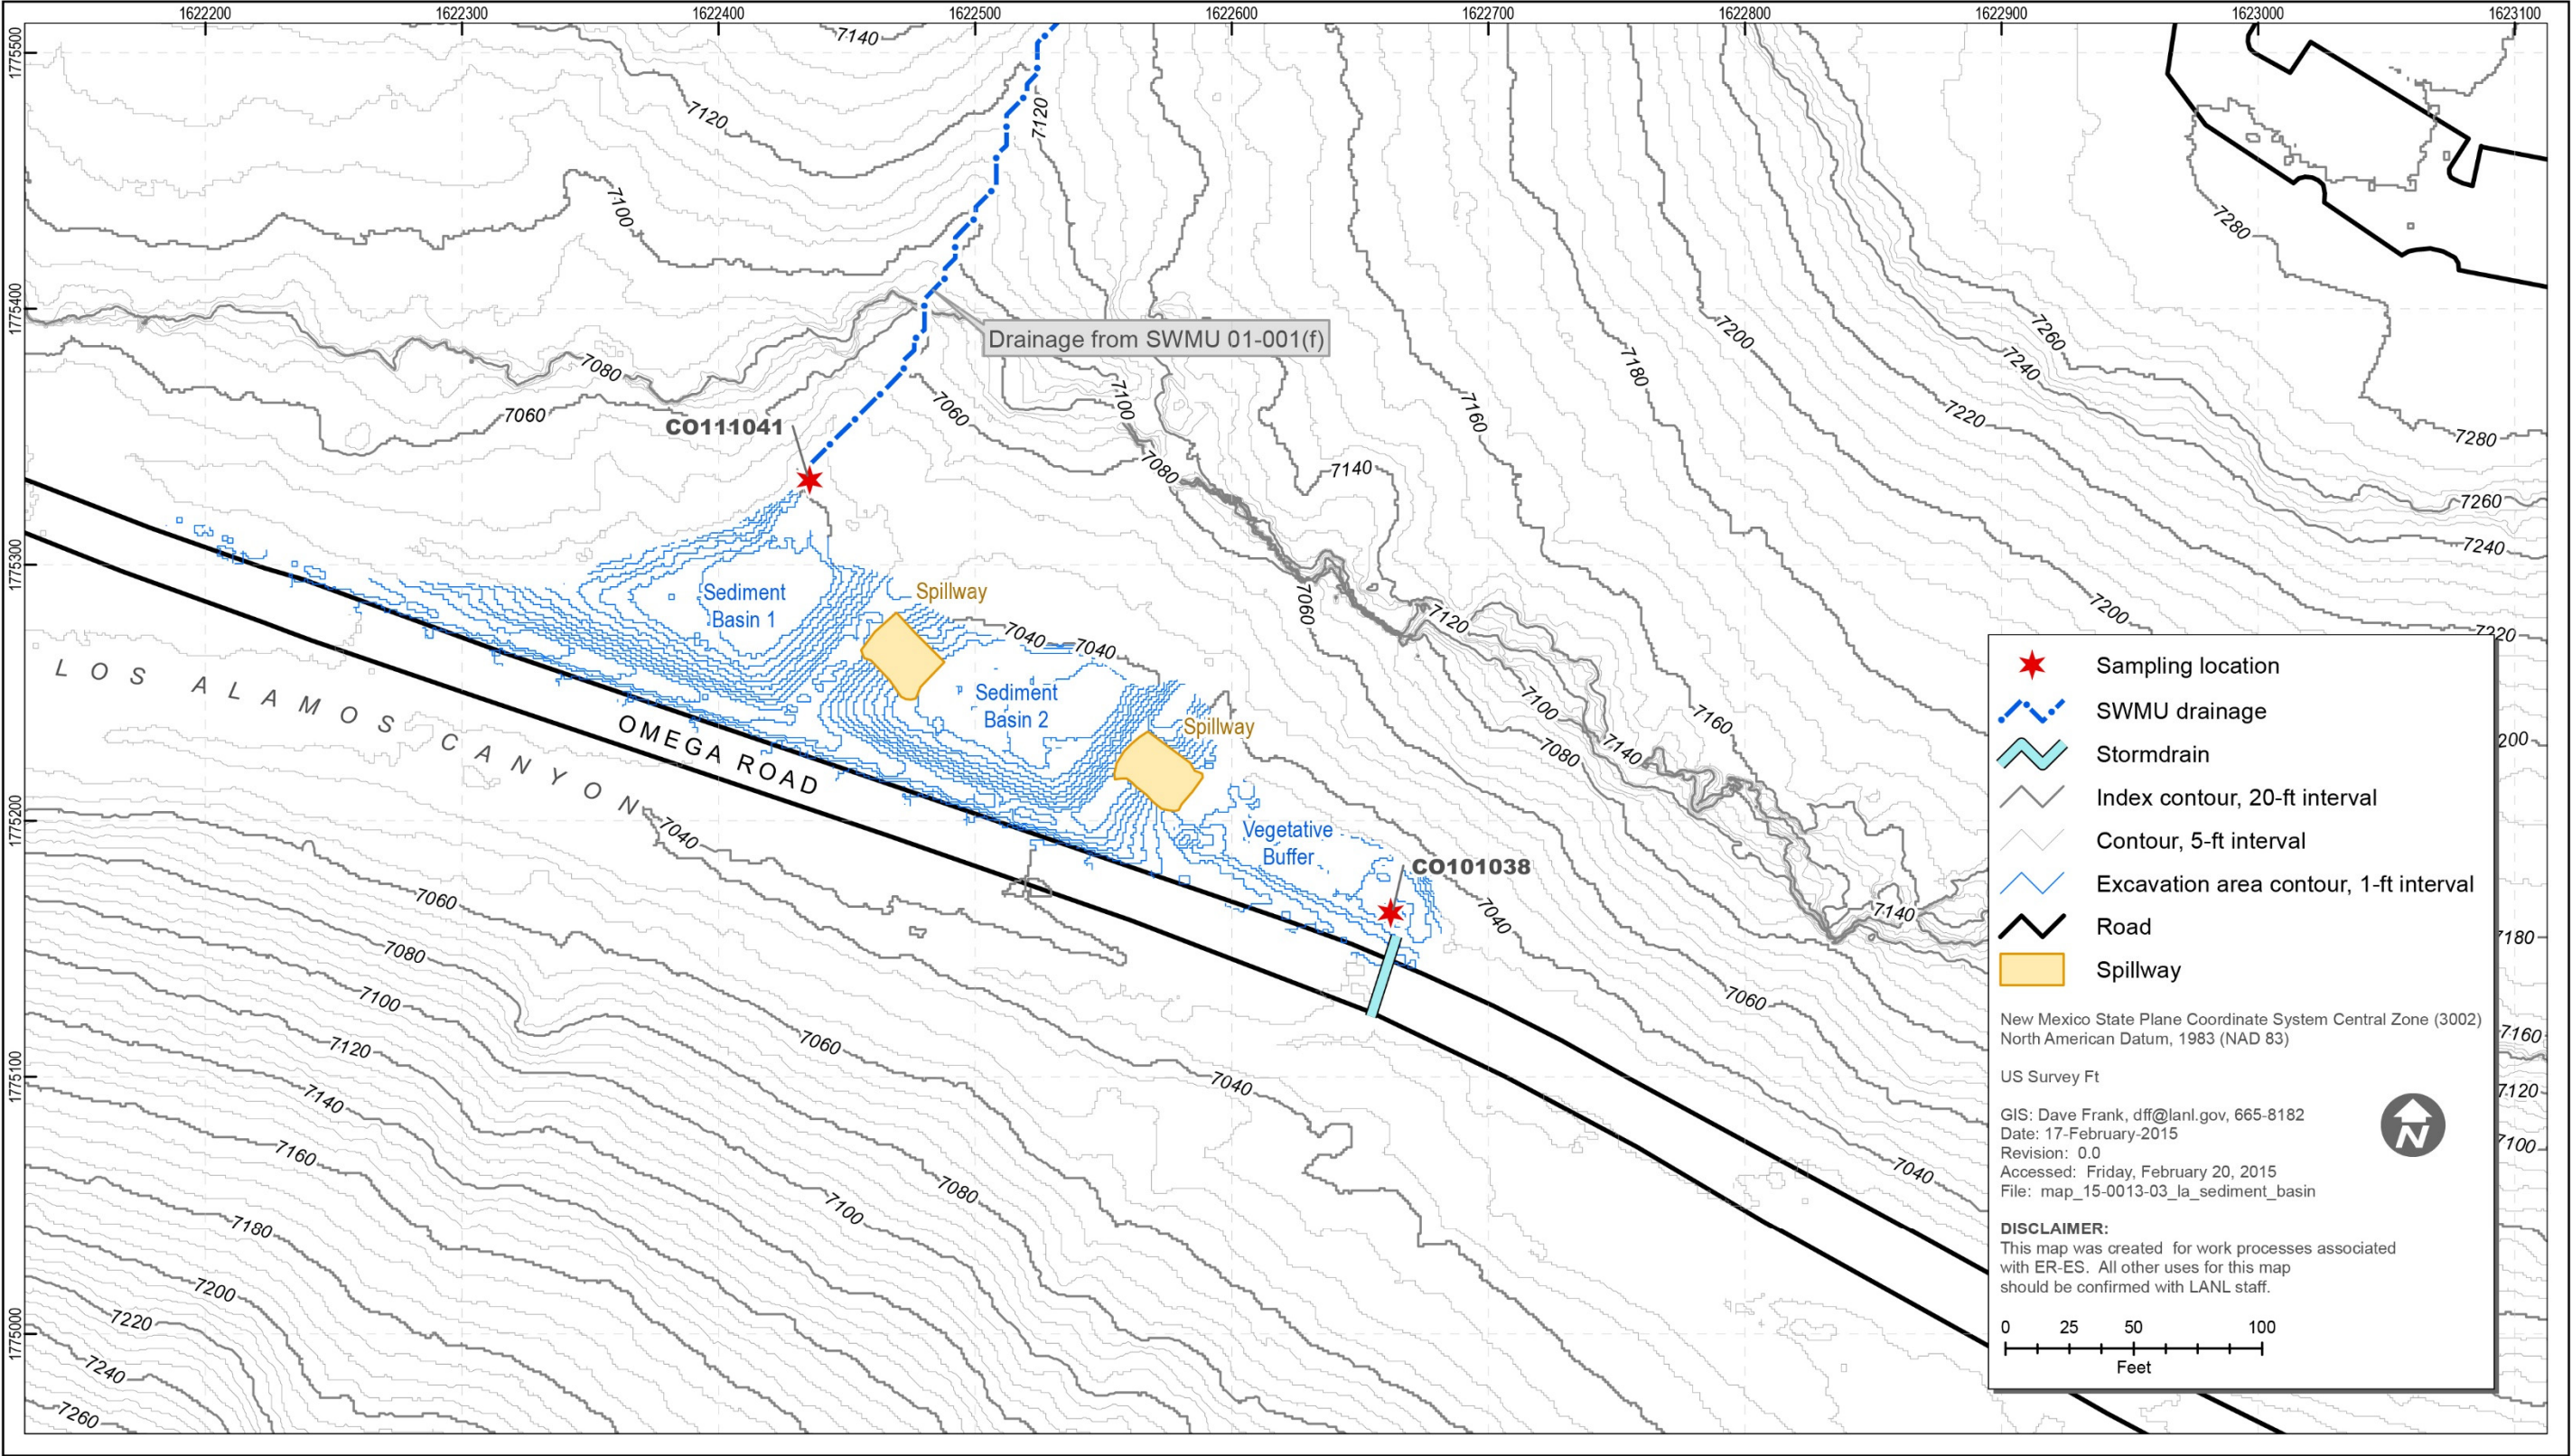 1622200 1622300 1622400 1622500 1622600 1622700 1622800 1622900 1623000 1623100
1775500
1775400
1775300
1775200
1775100
1775000
7140
7120
7120
7100
7280
7080
7060
7060
7100
7080
7140
7160
7180
7200
7220
7240
7260
7280
7260
7240
7200
7220
Drainage from SWMU 01-001(f)
CO111041
Sediment
Basin 1
Spillway
7040
7040
7060
7120
Sediment
Basin 2
Spillway
7100
7080
7140
7160
7140
LOS ALAMOS CANYON
OMEGA ROAD
Vegetative
Buffer
CO101038
7040
7040
7060
7060
7080
7100
7120
7140
7160
7180
7200
7220
7240
7260
7060
7040
7080
7100
7040
200
7180
7160
7120
7100
Sampling location
SWMU drainage
Stormdrain
Index contour, 20-ft interval
Contour, 5-ft interval
Excavation area contour, 1-ft interval
Road
Spillway
New Mexico State Plane Coordinate System Central Zone (3002)
North American Datum, 1983 (NAD 83)
US Survey Ft
GIS: Dave Frank, dff@lanl.gov, 665-8182
Date: 17-February-2015
Revision: 0.0
Accessed: Friday, February 20, 2015
File: map_15-0013-03_la_sediment_basin
N
DISCLAIMER:
This map was created for work processes associated
with ER-ES. All other uses for this map
should be confirmed with LANL staff.
0 25 50 100
Feet